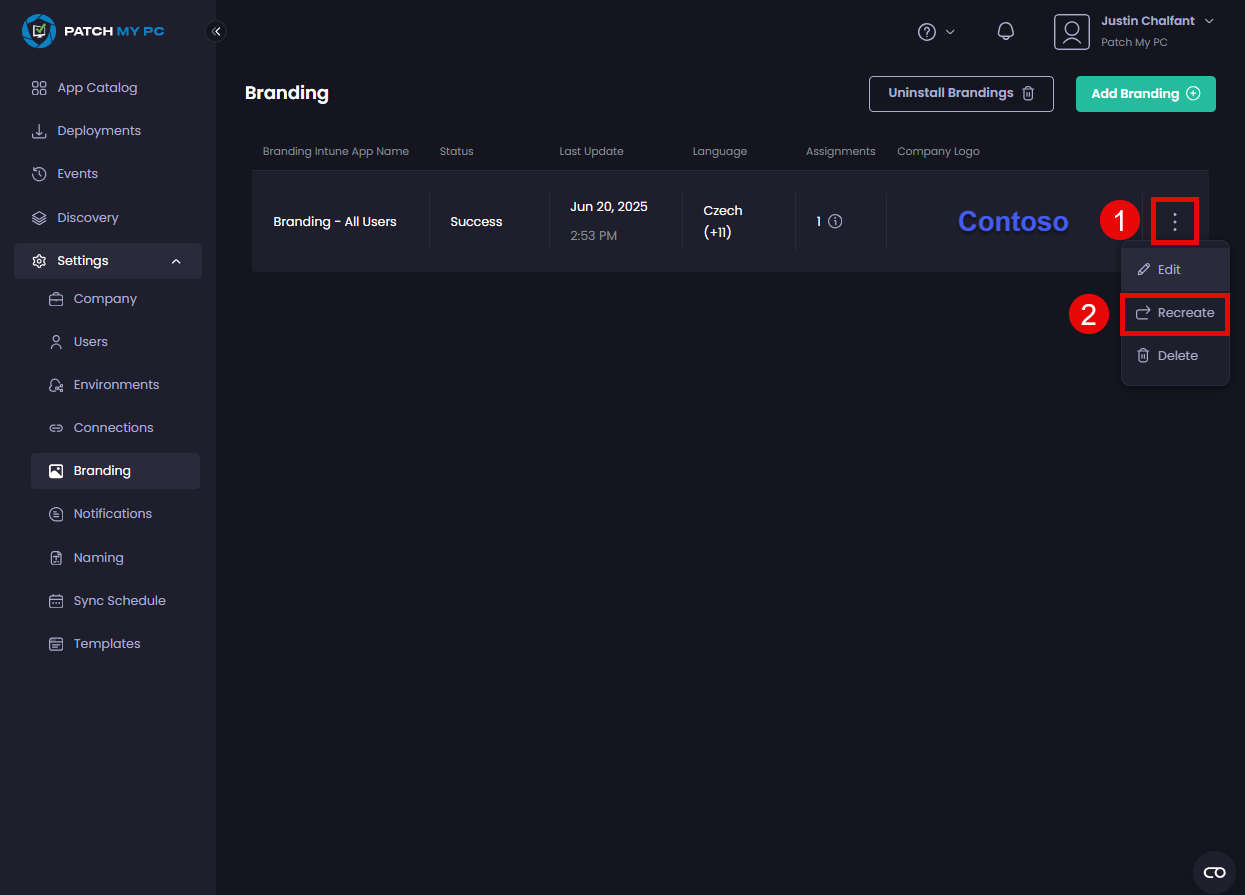 PATCH MY PC
Justin Chalfant
Patch My PC
App Catalog
Deployments
Events
Discovery
Settings
Company
Users
Environments
Connections
Branding
Notifications
Naming
Sync Schedule
Templates
Branding
Uninstall Brandings
Add Branding
Branding Intune App Name Status Last Update Language Assignments Company Logo
Branding - All Users Success Jun 20, 2025 2:53 PM Czech (+11) 1 Contoso
1
Edit
2
Recreate
Delete